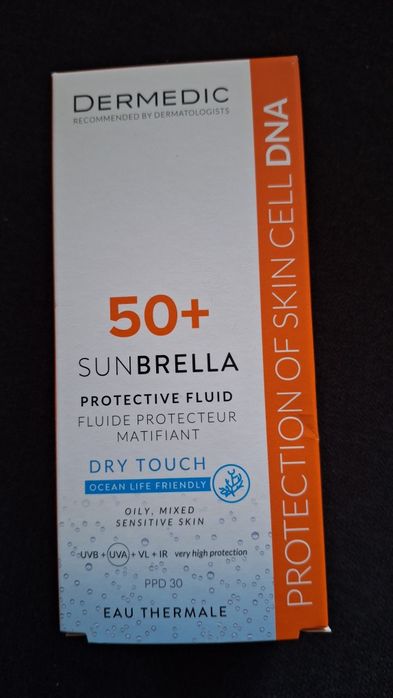 DERMEDIC
RECOMMENDED BY DERMATOLOGISTS
50+
SUNBRELLA
PROTECTIVE FLUID
FLUIDE PROTECTEUR
MATIFIANT
DRY TOUCH
OCEAN LIFE FRIENDLY
OILY, MIXED
SENSITIVE SKIN
UVB + UVA + VL + IR very high protection
PPD 30
EAU THERMALE
PROTECTION OF SKIN CELL DNA